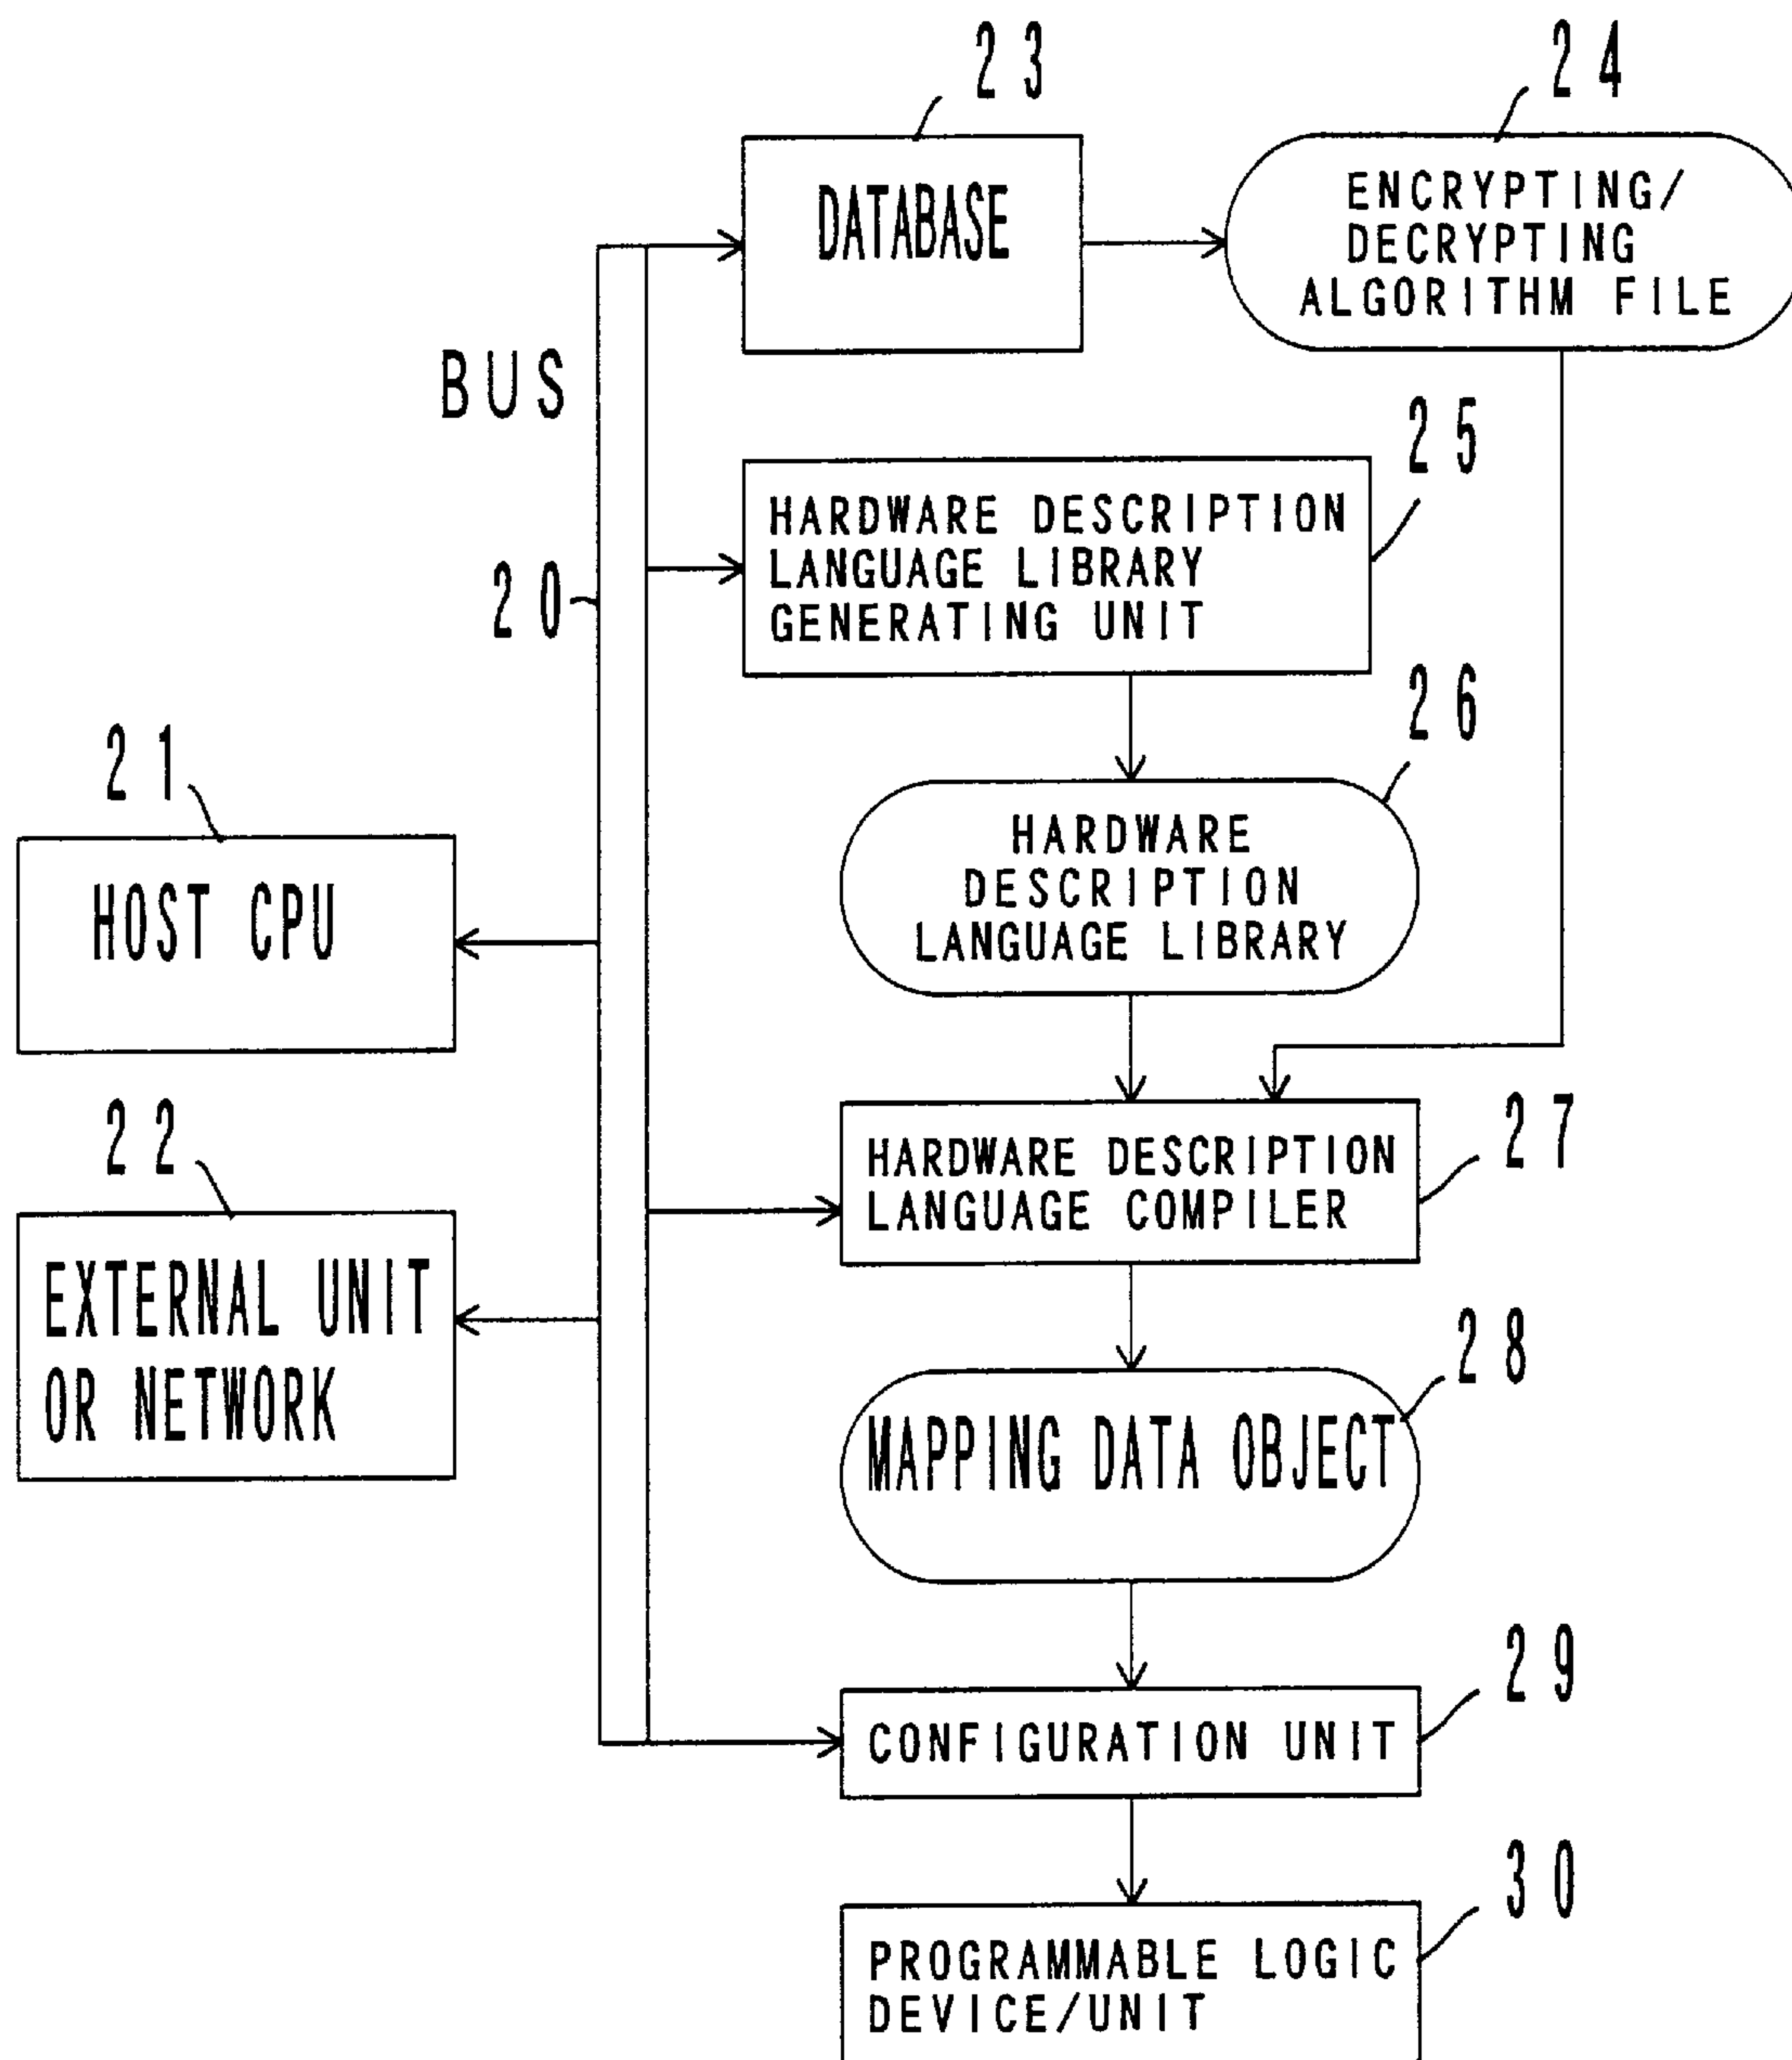 23
24
DATABASE
ENCRYPTING/
DECRYPTING
ALGORITHM FILE
BUS
25
HARDWARE DESCRIPTION
LANGUAGE LIBRARY
GENERATING UNIT
20
26
21
HARDWARE
DESCRIPTION
LANGUAGE LIBRARY
HOST CPU
22
27
HARDWARE DESCRIPTION
LANGUAGE COMPILER
EXTERNAL UNIT
OR NETWORK
28
MAPPING DATA OBJECT
29
CONFIGURATION UNIT
30
PROGRAMMABLE LOGIC
DEVICE/UNIT